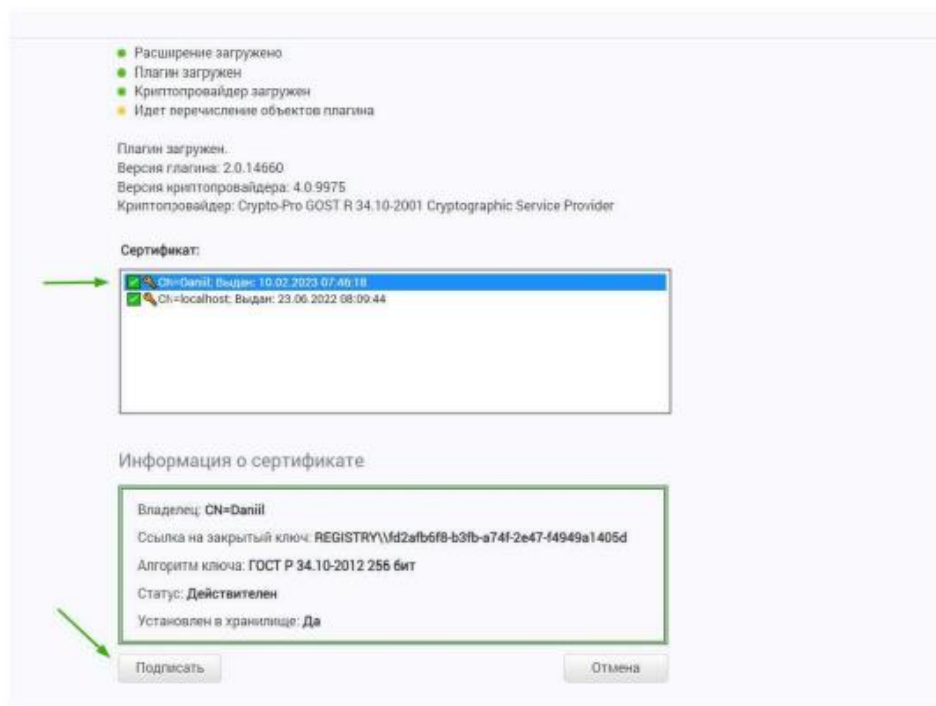 Расширение загружено
Плагин загружен
Криптопровайдер загружен
Идет перечисление объектов плагина
Плагин загружен.
Версия плагина: 2.0.14660
Версия криптопровайдера: 4.0.9975
Криптопровайдер: Crypto-Pro GOST R 34.10-2001 Cryptographic Service Provider
Сертификат:
CN=Daniil; Выдан: 10.02.2023 07:46:18
CN=localhost; Выдан: 23.06.2022 08:09:44
Информация о сертификате
Владелец: CN=Daniil
Ссылка на закрытый ключ: REGISTRY\\fd2afb6f8-b3fb-a74f-2e47-f4949a1405d
Алгоритм ключа: ГОСТ Р 34.10-2012 256 бит
Статус: Действителен
Установлен в хранилище: Да
Подписать Отмена